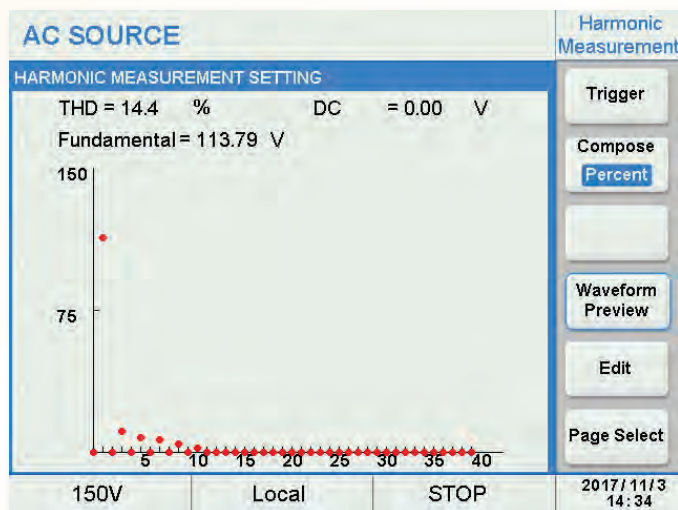 AC SOURCE
Harmonic
Measurement
HARMONIC MEASUREMENT SETTING
THD = 14.4 % DC = 0.00 V
Fundamental = 113.79 V
150
75
5 10 15 20 25 30 35 40
Trigger
Compose
Percent
Waveform
Preview
Edit
Page Select
150V Local STOP
2017/11/3
14:34